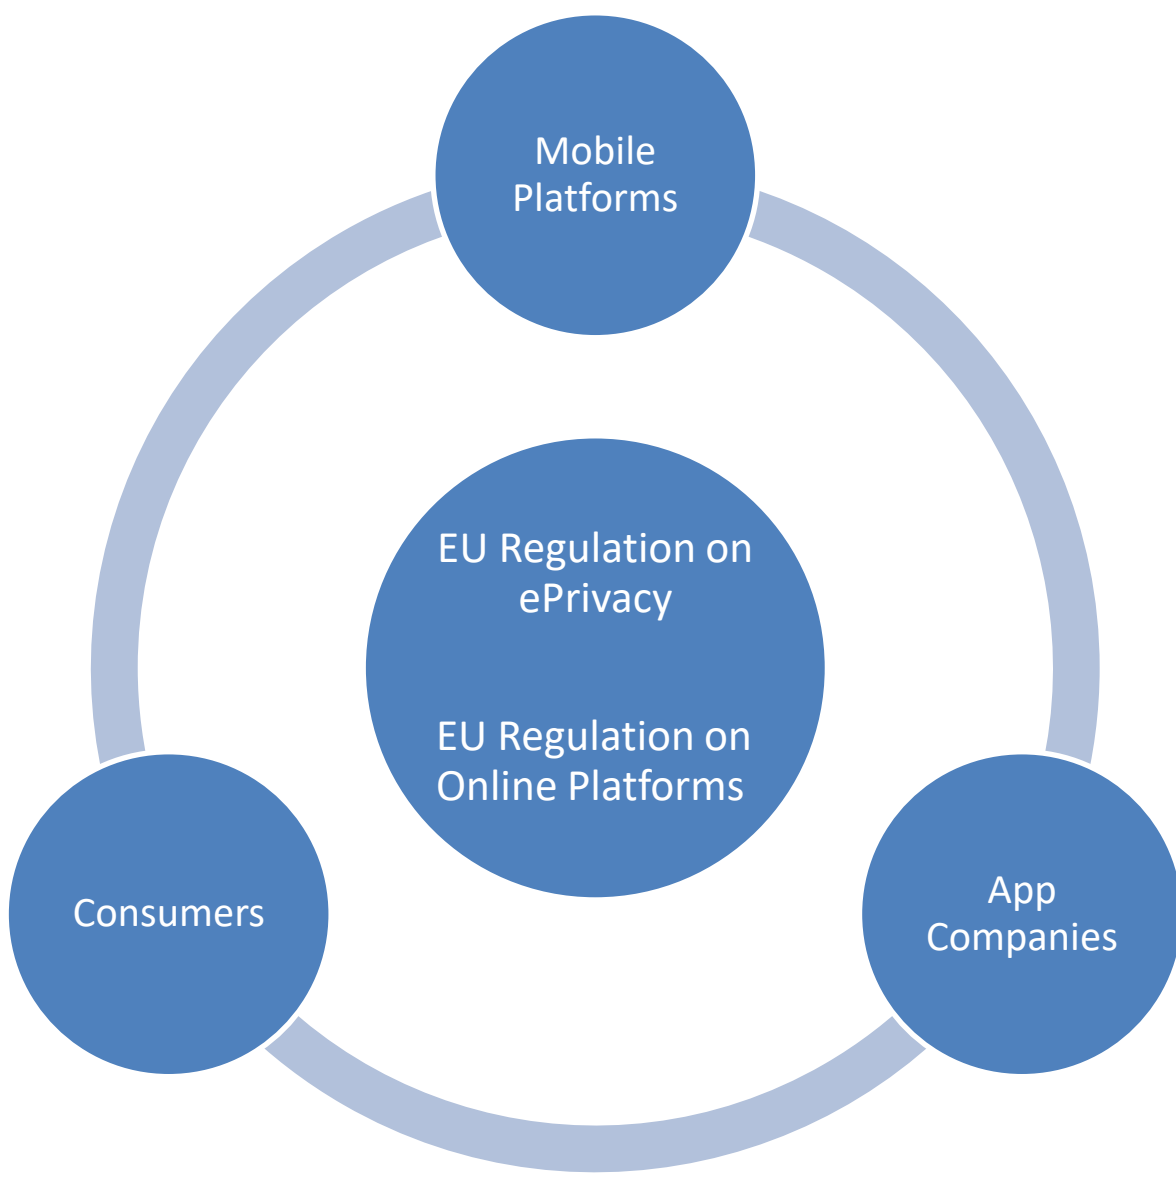 Mobile
Platforms
EU Regulation on
ePrivacy
EU Regulation on
Online Platforms
Consumers
App
Companies